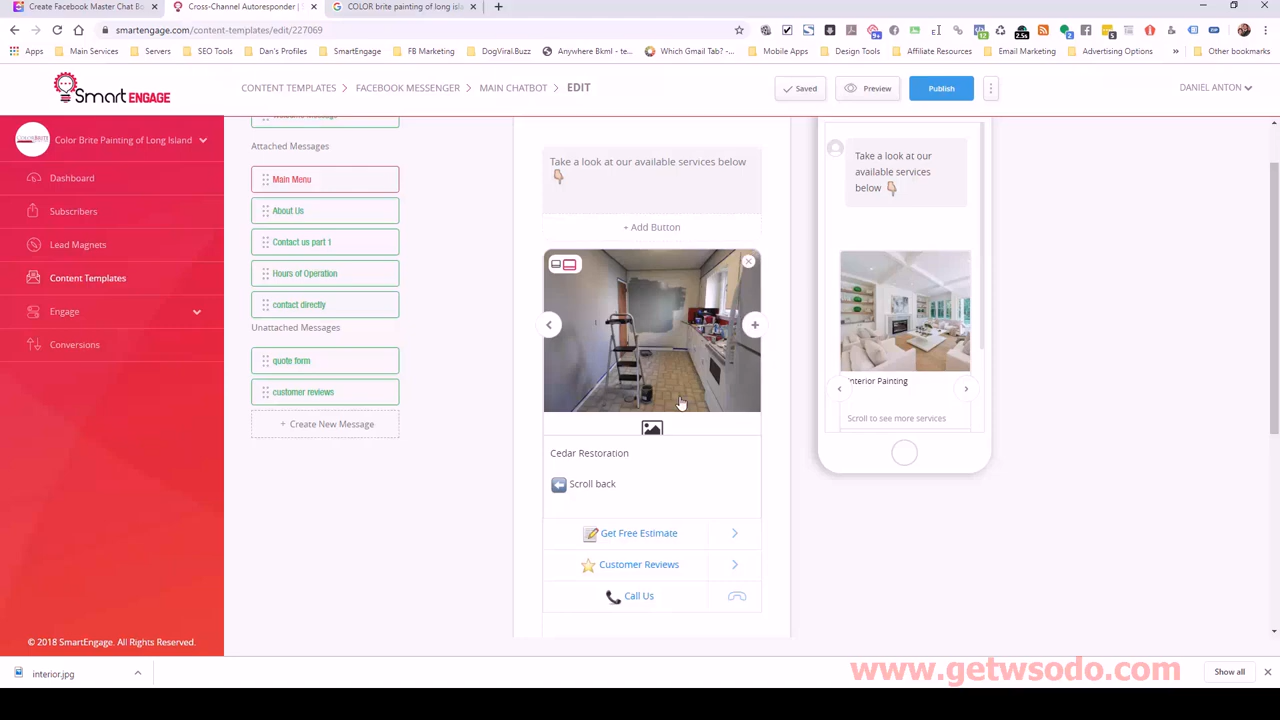 Create Facebook Master Chat Bo
Cross-Channel Autoresponder |
COLOR brite painting of long isla
smartengage.com/content-templates/edit/227069
Apps
Main Services
Servers
SEO Tools
Dan's Profiles
SmartEngage
FB Marketing
DogViral.Buzz
Anywhere Bkml - te...
Which Gmail Tab? -...
Mobile Apps
Design Tools
Affiliate Resources
Email Marketing
Advertising Options
Other bookmarks
Smart ENGAGE
CONTENT TEMPLATES
FACEBOOK MESSENGER
MAIN CHATBOT
EDIT
Saved
Preview
Publish
DANIEL ANTON
Color Brite Painting of Long Island
Dashboard
Subscribers
Lead Magnets
Content Templates
Engage
Conversions
© 2018 SmartEngage. All Rights Reserved.
Attached Messages
Main Menu
About Us
Contact us part 1
Hours of Operation
contact directly
Unattached Messages
quote form
customer reviews
+ Create New Message
Take a look at our available services below
+ Add Button
Cedar Restoration
Scroll back
Get Free Estimate
Customer Reviews
Call Us
Take a look at our
available services
below
Interior Painting
Scroll to see more services
interior.jpg
www.getwsodo.com
Show all